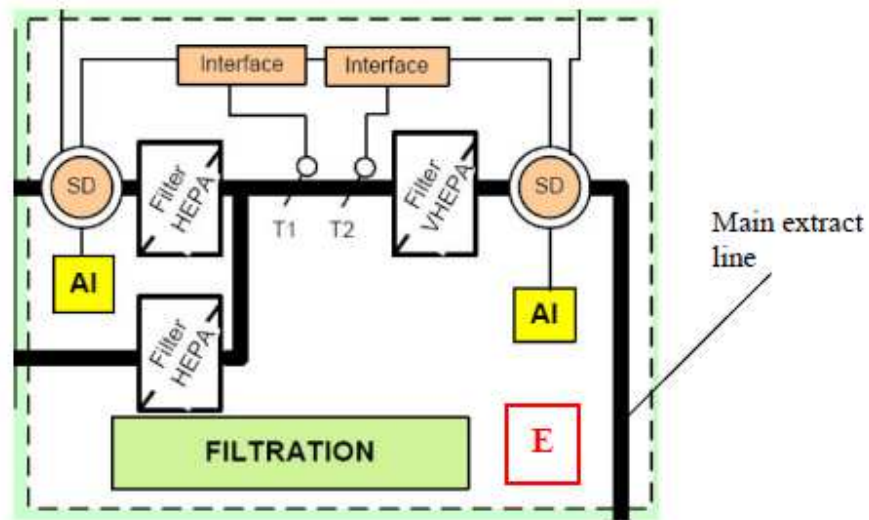 Interface
Interface
SD
Filter
HEPA
T1
T2
Filter
VHEPA
SD
Main extract
line
AI
AI
Filter
HEPA
FILTRATION
E